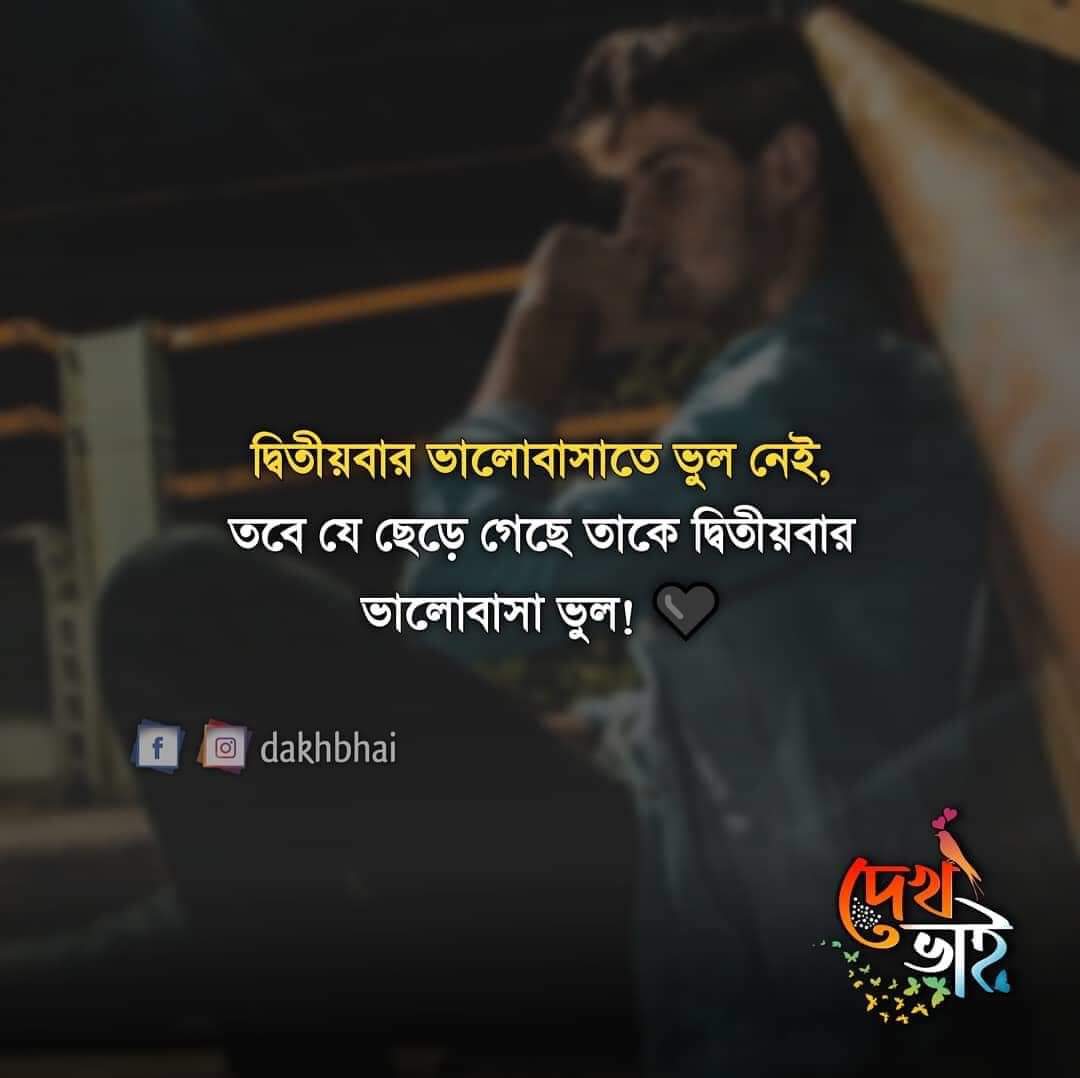 দ্বিতীয়বার ভালোবাসাতে ভুল নেই,
তবে যে ছেড়ে গেছে তাকে দ্বিতীয়বার
ভালোবাসা ভুল! 🖤
dakhbhai
দেখ
ভাই